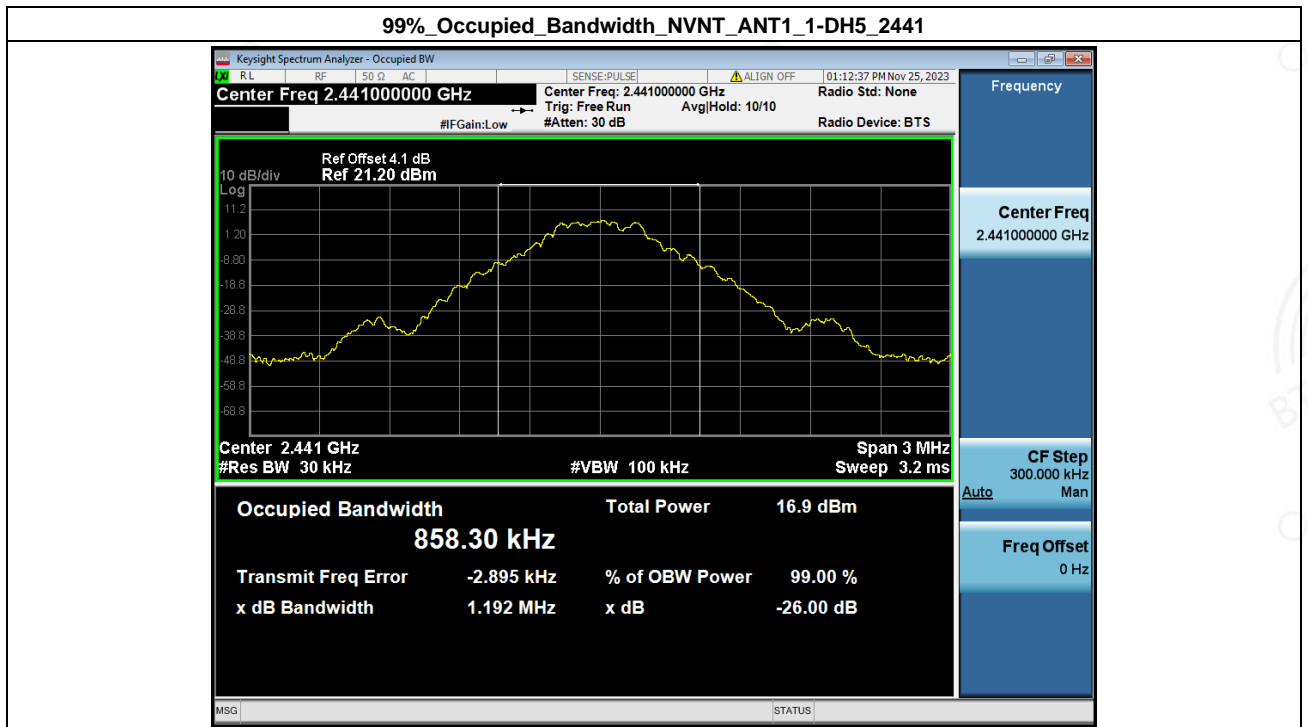 99%_Occupied_Bandwidth_NVNT_ANT1_1-DH5_2441
Keysight Spectrum Analyzer - Occupied BW
LXI RL RF 50 Ω AC SENSE:PULSE ALIGN OFF 01:12:37 PM Nov 25, 2023
Center Freq 2.441000000 GHz
Center Freq: 2.441000000 GHz
Radio Std: None
Trig: Free Run Avg|Hold: 10/10
#IFGain:Low #Atten: 30 dB
Radio Device: BTS
Frequency
Ref Offset 4.1 dB
10 dB/div Ref 21.20 dBm
Log
11.2
1.20
-8.80
-18.8
-28.8
-38.8
-48.8
-58.8
-68.8
Center 2.441 GHz Span 3 MHz
#Res BW 30 kHz #VBW 100 kHz Sweep 3.2 ms
Center Freq
2.441000000 GHz
CF Step
300.000 kHz
Auto Man
Freq Offset
0 Hz
Occupied Bandwidth Total Power 16.9 dBm
858.30 kHz
Transmit Freq Error -2.895 kHz % of OBW Power 99.00 %
x dB Bandwidth 1.192 MHz x dB -26.00 dB
MSG STATUS